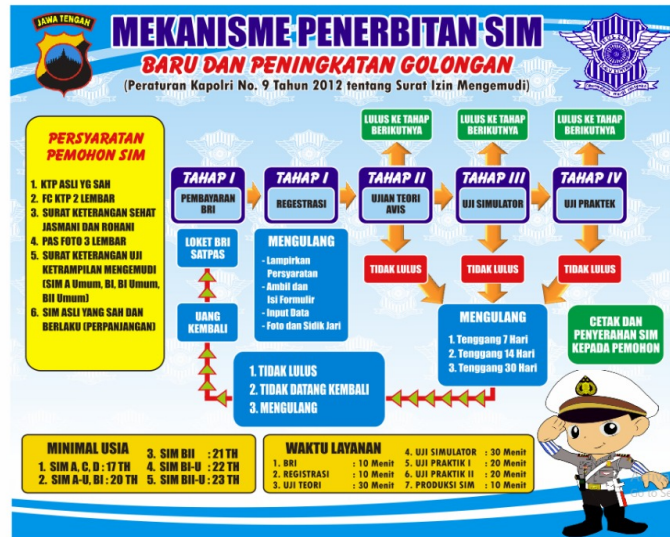 JAWA TENGAH
MEKANISME PENERBITAN SIM
BARU DAN PENINGKATAN GOLONGAN
(Peraturan Kapolri No. 9 Tahun 2012 tentang Surat Izin Mengemudi)
PERSYARATAN
PEMOHON SIM
1. KTP ASLI YG SAH
2. FC KTP 2 LEMBAR
3. SURAT KETERANGAN SEHAT
JASMANI DAN ROHANI
4. PAS FOTO 3 LEMBAR
5. SURAT KETERANGAN UJI
KETRAMPILAN MENGEMUDI
(SIM A Umum, BI, BI Umum,
BII Umum)
6. SIM ASLI YANG SAH DAN
BERLAKU (PERPANJANGAN)
LULUS KE TAHAP
BERIKUTNYA
LULUS KE TAHAP
BERIKUTNYA
LULUS KE TAHAP
BERIKUTNYA
TAHAP I
PEMBAYARAN
BRI
TAHAP I
REGESTRASI
TAHAP II
UJIAN TEORI
AVIS
TAHAP III
UJI SIMULATOR
TAHAP IV
UJI PRAKTEK
LOKET BRI
SATPAS
MENGULANG
- Lampirkan
Persyaratan
- Ambil dan
Isi Formulir
- Input Data
- Foto dan Sidik Jari
TIDAK LULUS
TIDAK LULUS
TIDAK LULUS
UANG
KEMBALI
MENGULANG
1. Tenggang 7 Hari
2. Tenggang 14 Hari
3. Tenggang 30 Hari
CETAK DAN
PENYERAHAN SIM
KEPADA PEMOHON
1. TIDAK LULUS
2. TIDAK DATANG KEMBALI
3. MENGULANG
MINIMAL USIA
1. SIM A, C, D : 17 TH
2. SIM A-U, BI : 20 TH
3. SIM BII : 21 TH
4. SIM BI-U : 22 TH
5. SIM BII-U : 23 TH
WAKTU LAYANAN
1. BRI : 10 Menit
2. REGISTRASI : 10 Menit
3. UJI TEORI : 30 Menit
4. UJI SIMULATOR : 30 Menit
5. UJI PRAKTIK I : 20 Menit
6. UJI PRAKTIK II : 20 Menit
7. PRODUKSI SIM : 10 Menit